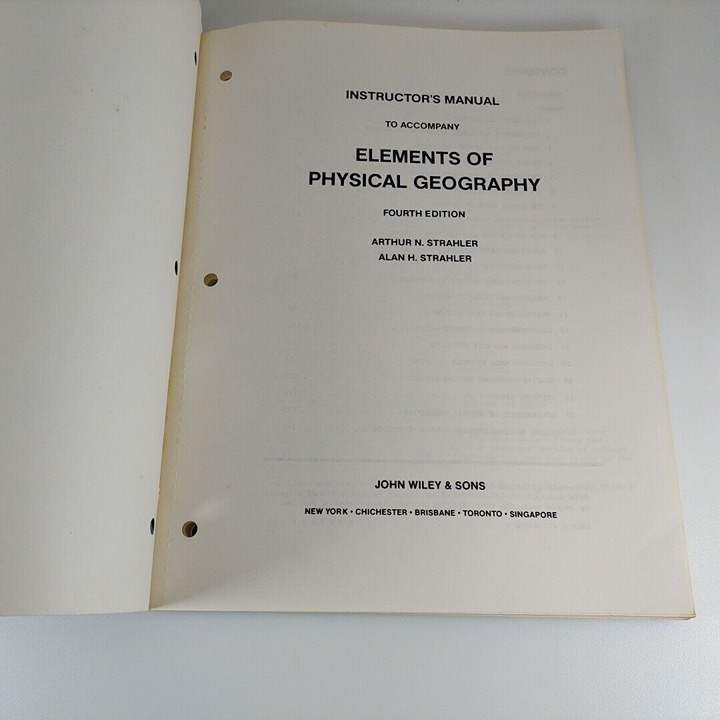 INSTRUCTOR'S MANUAL
TO ACCOMPANY
ELEMENTS OF
PHYSICAL GEOGRAPHY
FOURTH EDITION
ARTHUR N. STRAHLER
ALAN H. STRAHLER
JOHN WILEY & SONS
NEW YORK • CHICHESTER • BRISBANE • TORONTO • SINGAPORE